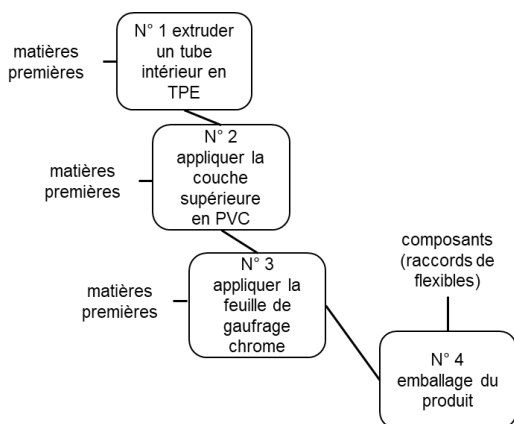 matières
premières
N° 1 extruder
un tube
intérieur en
TPE
matières
premières
N° 2
appliquer la
couche
supérieure
en PVC
matières
premières
N° 3
appliquer la
feuille de
gaufrage
chrome
composants
(raccords de
flexibles)
N° 4
emballage du
produit